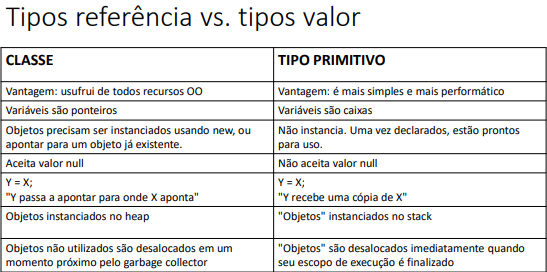 Tipos referência vs. tipos valor
CLASSE
TIPO PRIMITIVO
Vantagem: usufrui de todos recursos OO
Vantagem: é mais simples e mais performático
Variáveis são ponteiros
Variáveis são caixas
Objetos precisam ser instanciados usando new, ou
apontar para um objeto já existente.
Não instancia. Uma vez declarados, estão prontos
para uso.
Aceita valor null
Não aceita valor null
Y = X;
"Y passa a apontar para onde X aponta"
Y = X;
"Y recebe uma cópia de X"
Objetos instanciados no heap
"Objetos" instanciados no stack
Objetos não utilizados são desalocados em um
momento próximo pelo garbage collector
"Objetos" são desalocados imediatamente quando
seu escopo de execução é finalizado